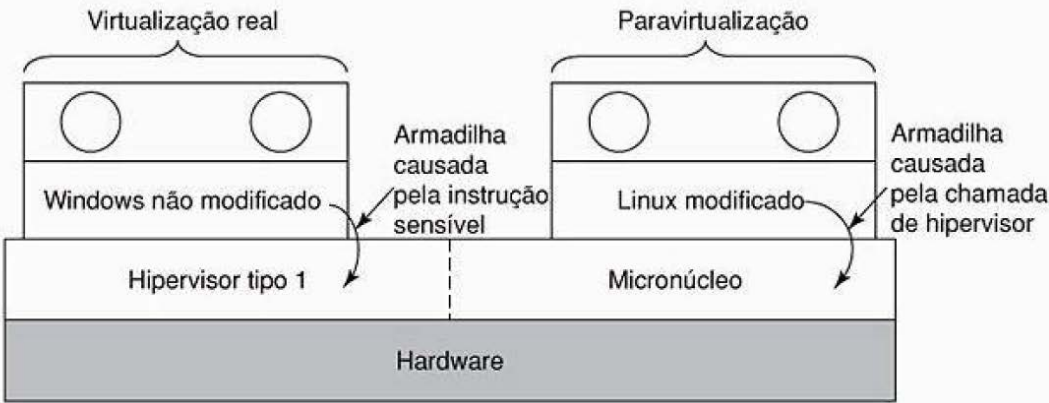 Virtualização real
Paravirtualização
Armadilha
causada
pela instrução
sensível
Armadilha
causada
pela chamada
de hipervisor
Windows não modificado
Linux modificado
Hipervisor tipo 1
Micronúcleo
Hardware